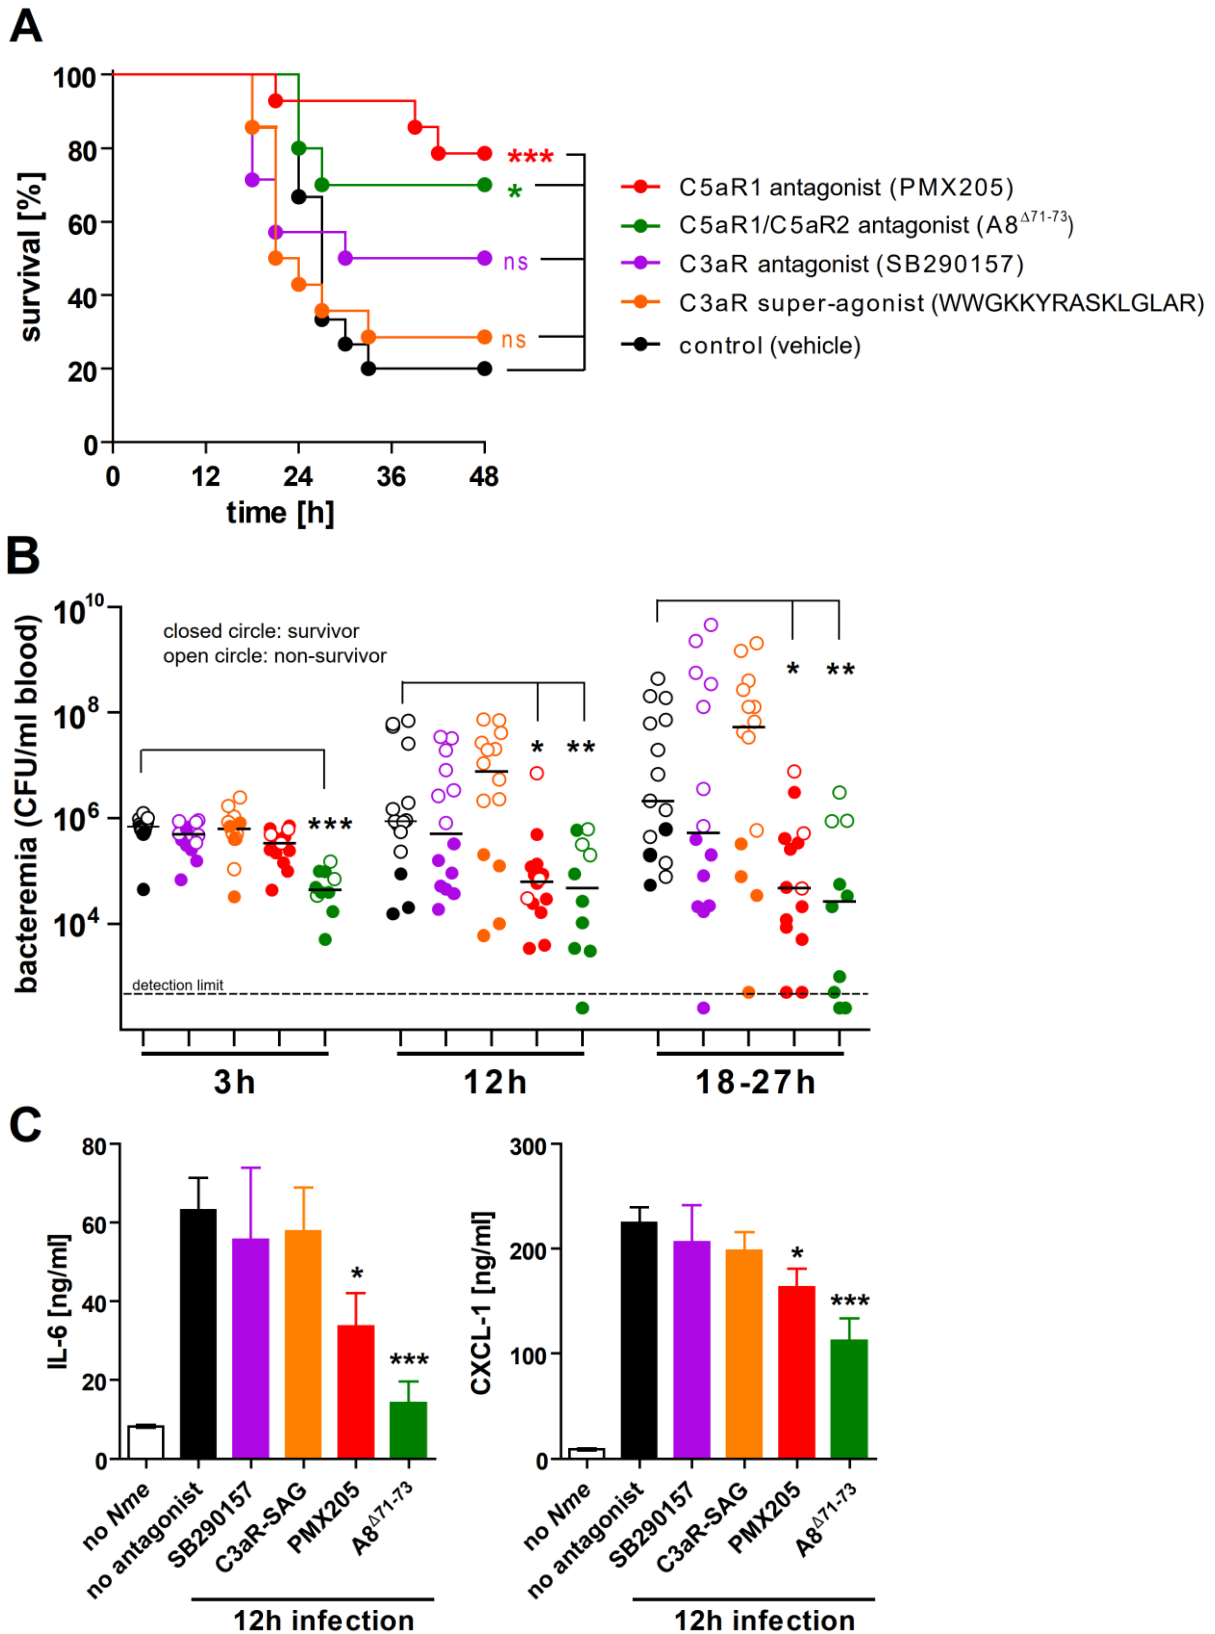 A
100
80
60
40
20
0
survival [%]
0 12 24 36 48
time [h]
***
*
ns
ns
C5aR1 antagonist (PMX205)
C5aR1/C5aR2 antagonist (A8Δ71-73)
C3aR antagonist (SB290157)
C3aR super-agonist (WWGKKYRASKLGLAR)
control (vehicle)
B
bacteremia (CFU/ml blood)
10^10
10^8
10^6
10^4
closed circle: survivor
open circle: non-survivor
***
* **
* **
detection limit
3h 12h 18-27h
C
IL-6 [ng/ml]
80
60
40
20
0
*
***
no Nme
no antagonist
SB290157
C3aR-SAG
PMX205
A8Δ71-73
12h infection
CXCL-1 [ng/ml]
300
200
100
0
*
***
no Nme
no antagonist
SB290157
C3aR-SAG
PMX205
A8Δ71-73
12h infection